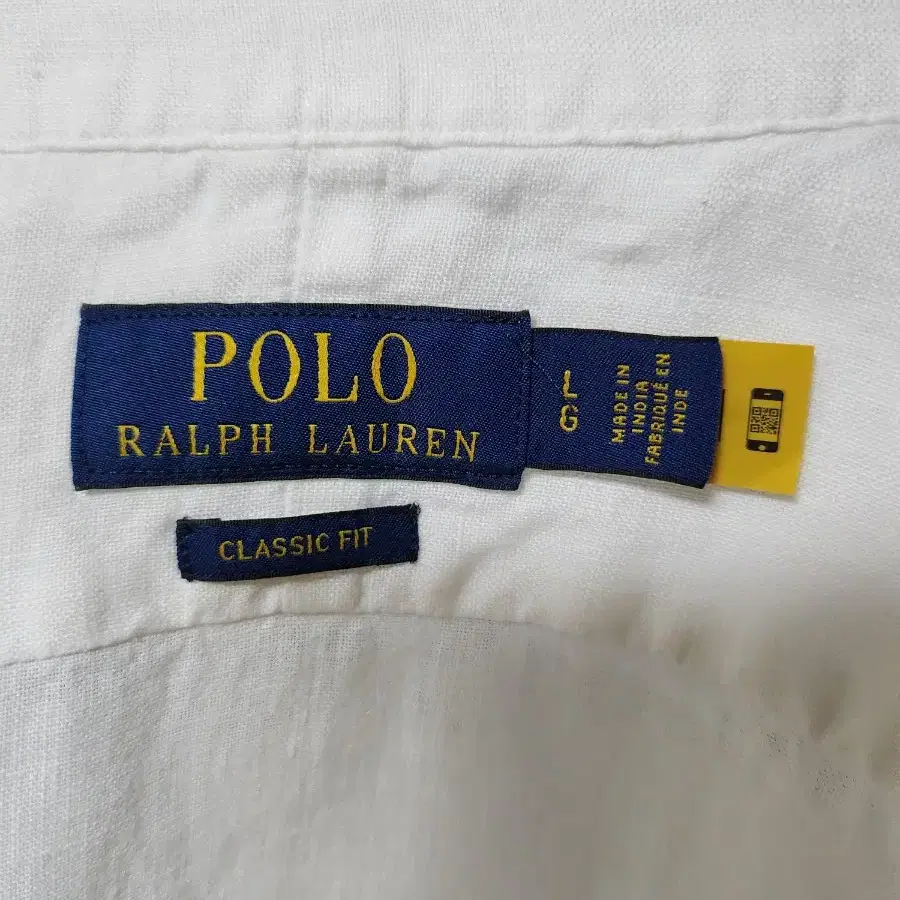 POLO
RALPH LAUREN
L
G
MADE IN
INDIA
FABRIQUÉ EN
INDE
CLASSIC FIT